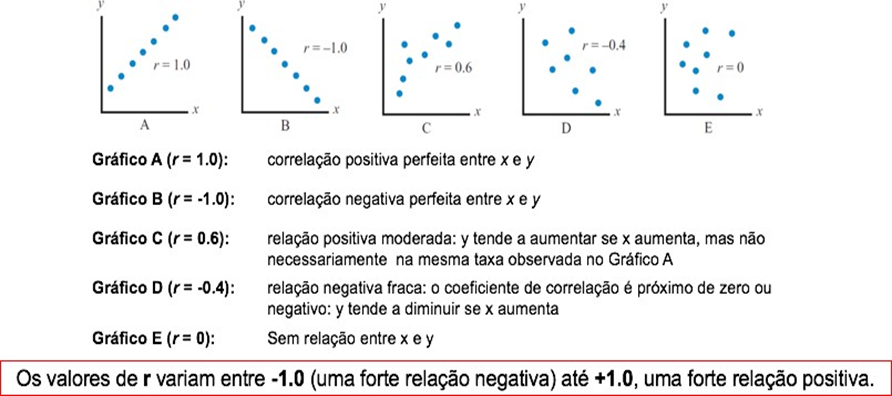 y y y y y
r = 1.0 r = –1.0 r = 0.6 r = –0.4 r = 0
x x x x x
A B C D E
Gráfico A (r = 1.0): correlação positiva perfeita entre x e y
Gráfico B (r = -1.0): correlação negativa perfeita entre x e y
Gráfico C (r = 0.6): relação positiva moderada: y tende a aumentar se x aumenta, mas não
necessariamente na mesma taxa observada no Gráfico A
Gráfico D (r = -0.4): relação negativa fraca: o coeficiente de correlação é próximo de zero ou
negativo: y tende a diminuir se x aumenta
Gráfico E (r = 0): Sem relação entre x e y
Os valores de r variam entre -1.0 (uma forte relação negativa) até +1.0, uma forte relação positiva.